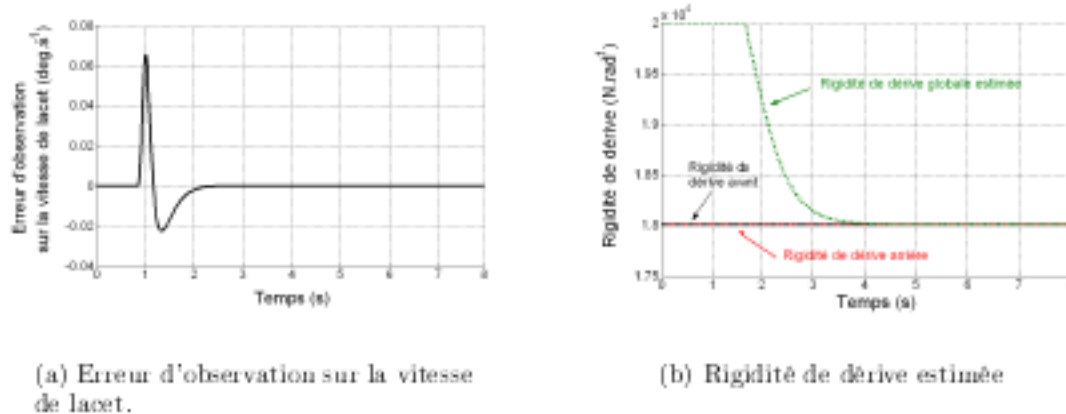 0.08
0.06
0.04
0.02
0
-0.02
-0.04
Erreur d'observation
sur la vitesse de lacet (deg.s¹)
0 1 2 3 4 5 6 7 8
Temps (s)
x 10⁴
2
1.95
1.9
1.85
1.8
1.75
Rigidité de dérive (N.rad¹)
Rigidité de dérive globale estimée
Rigidité de
dérive avant
Rigidité de dérive arrière
0 1 2 3 4 5 6 7
Temps (s)
(a) Erreur d'observation sur la vitesse
de lacet.
(b) Rigidité de dérive estimée